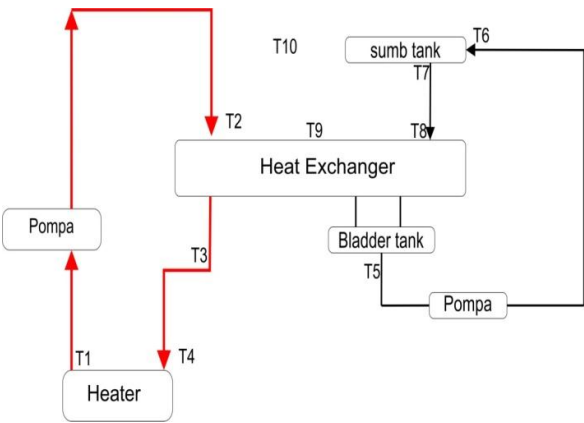 T10
sumb tank
T6
T7
T2
T9
T8
Heat Exchanger
Pompa
Bladder tank
T3
T5
Pompa
T1
T4
Heater